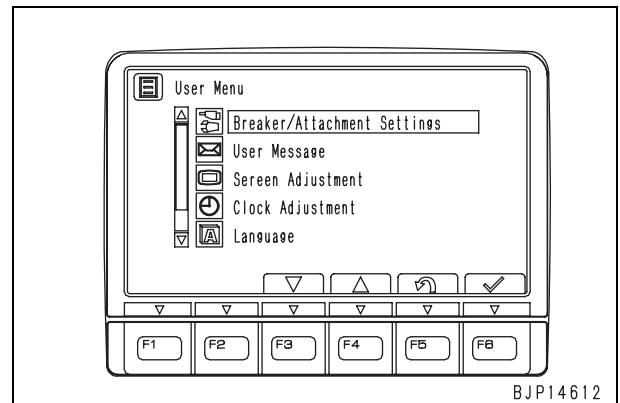 User Menu
Breaker/Attachment Settings
User Message
Sereen Adjustment
Clock Adjustment
A Language
F1 F2 F3 F4 F5 F6
BJP14612